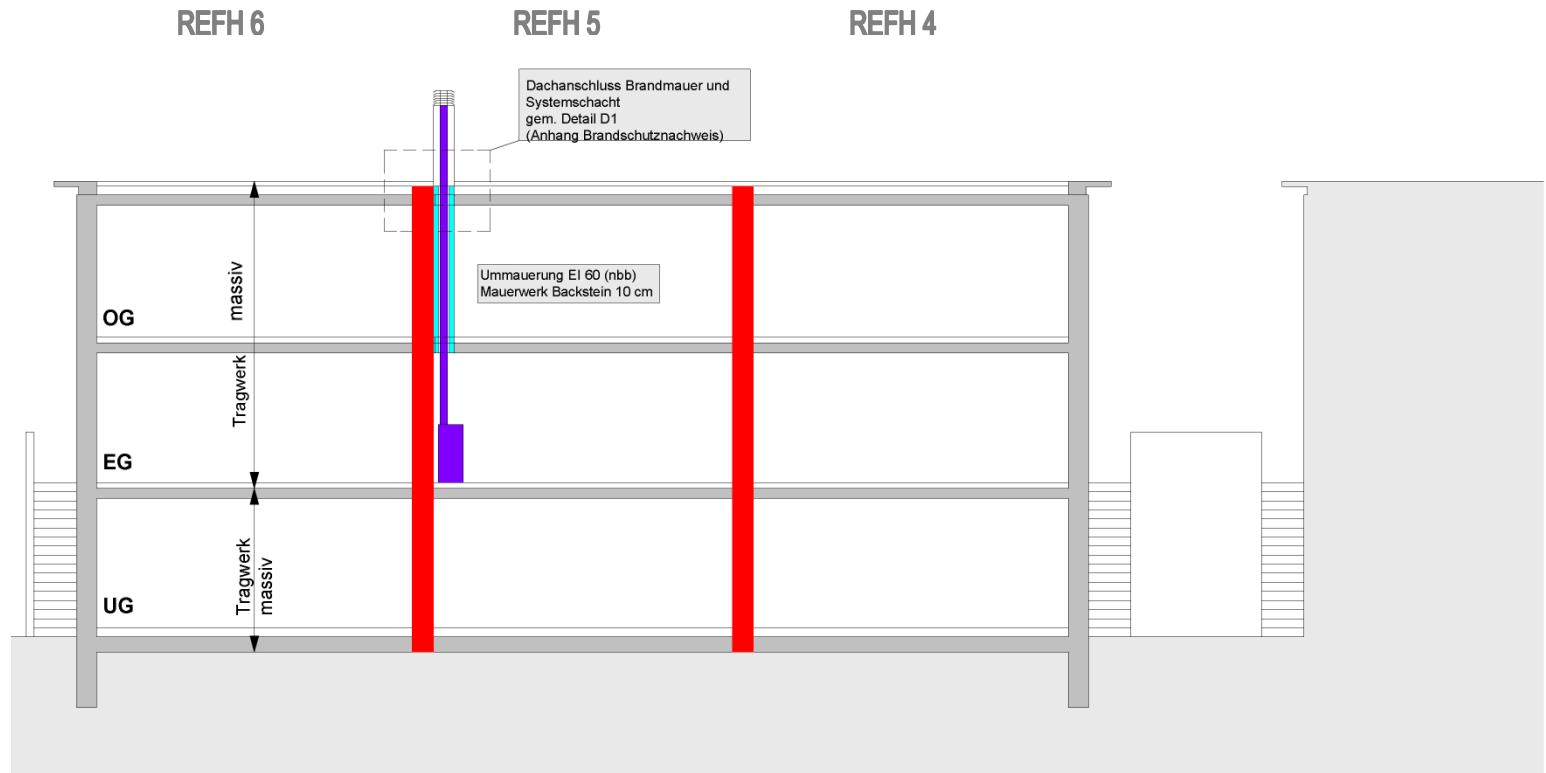 REFH 6
REFH 5
REFH 4
Dachanschluss Brandmauer und
Systemschacht
gem. Detail D1
(Anhang Brandschutznachweis)
massiv
Ummauerung EI 60 (nbb)
Mauerwerk Backstein 10 cm
OG
Tragwerk
EG
Tragwerk
massiv
UG